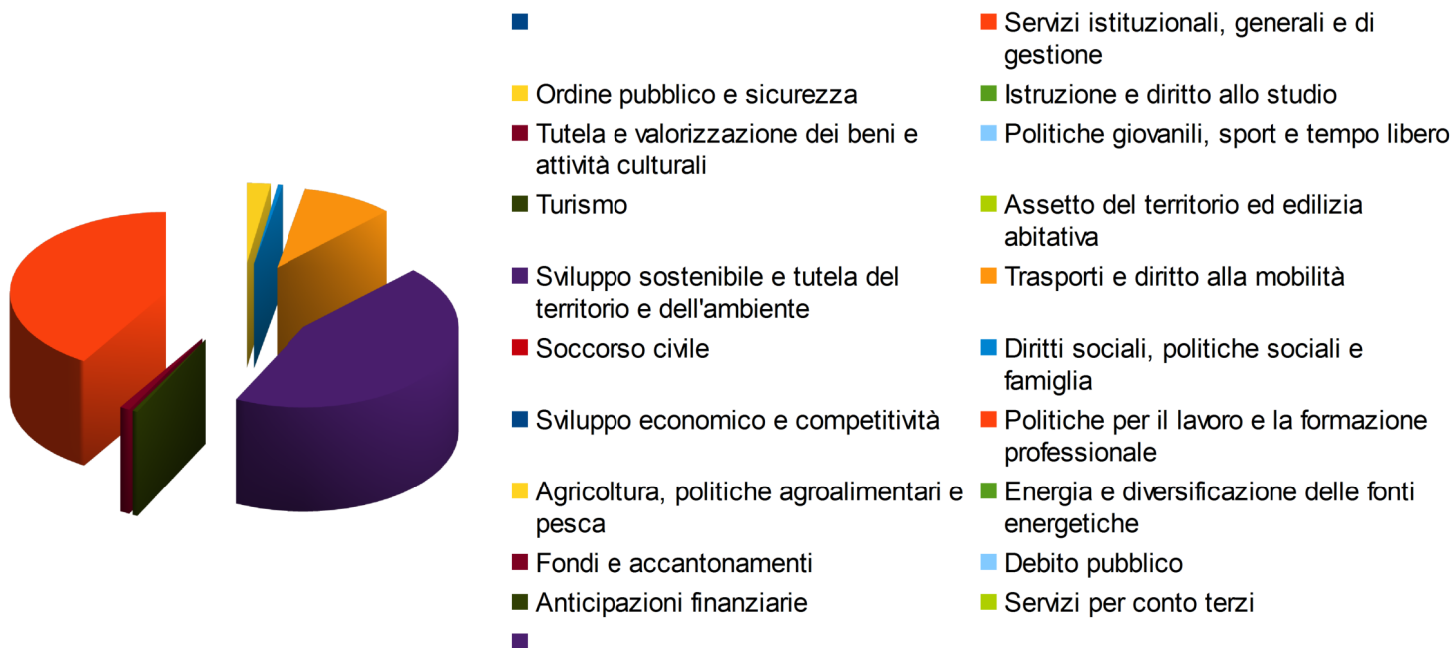 Servizi istituzionali, generali e di
gestione
Ordine pubblico e sicurezza
Istruzione e diritto allo studio
Tutela e valorizzazione dei beni e
attività culturali
Politiche giovanili, sport e tempo libero
Turismo
Assetto del territorio ed edilizia
abitativa
Sviluppo sostenibile e tutela del
territorio e dell'ambiente
Trasporti e diritto alla mobilità
Soccorso civile
Diritti sociali, politiche sociali e
famiglia
Sviluppo economico e competitività
Politiche per il lavoro e la formazione
professionale
Agricoltura, politiche agroalimentari e
pesca
Energia e diversificazione delle fonti
energetiche
Fondi e accantonamenti
Debito pubblico
Anticipazioni finanziarie
Servizi per conto terzi